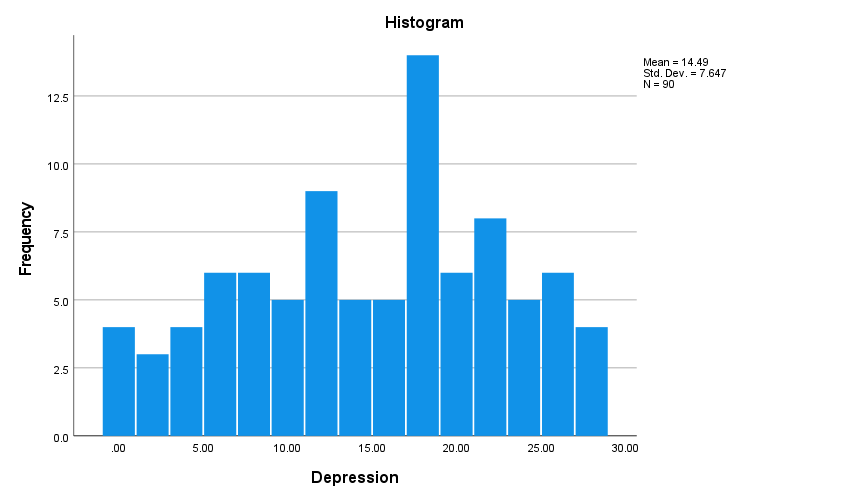 Histogram
Mean = 14.49
Std. Dev. = 7.647
N = 90
12.5
10.0
7.5
5.0
2.5
0.0
Frequency
.00 5.00 10.00 15.00 20.00 25.00 30.00
Depression